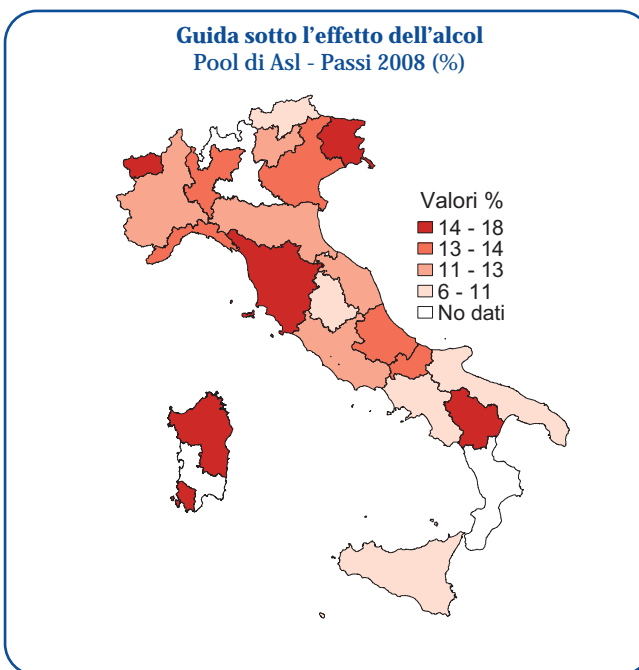 Guida sotto l'effetto dell'alcol
Pool di Asl - Passi 2008 (%)
Valori %
14 - 18
13 - 14
11 - 13
6 - 11
No dati